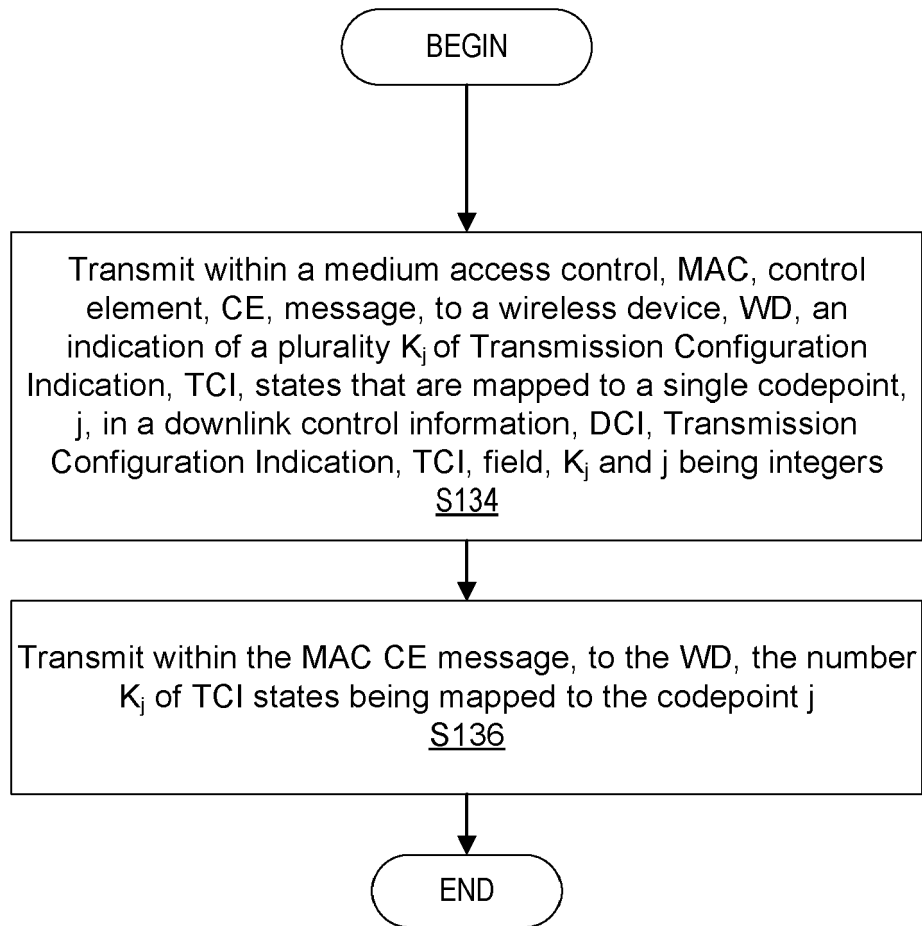 BEGIN
Transmit within a medium access control, MAC, control
element, CE, message, to a wireless device, WD, an
indication of a plurality Kj of Transmission Configuration
Indication, TCI, states that are mapped to a single codepoint,
j, in a downlink control information, DCI, Transmission
Configuration Indication, TCI, field, Kj and j being integers
S134
Transmit within the MAC CE message, to the WD, the number
Kj of TCI states being mapped to the codepoint j
S136
END